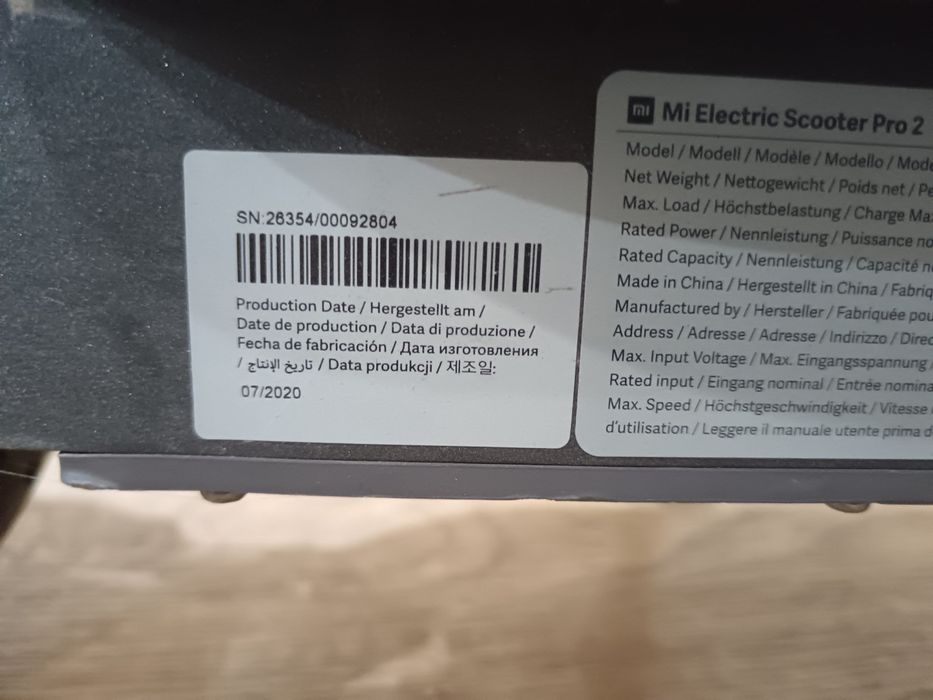 SN:26354/00092804
Production Date / Hergestellt am /
Date de production / Data di produzione /
Fecha de fabricación / Дата изготовления
/ تاريخ الإنتاج / Data produkcji / 제조일:
07/2020
mi Mi Electric Scooter Pro 2
Model / Modell / Modèle / Modello /
Net Weight / Nettogewicht / Poids net /
Max. Load / Höchstbelastung / Charge
Rated Power / Nennleistung / Puissance
Rated Capacity / Nennleistung / Capacité
Made in China / Hergestellt in China /
Manufactured by / Hersteller / Fabriquée
Address / Adresse / Adresse / Indirizzo /
Max. Input Voltage / Max. Eingangsspannung /
Rated input / Eingang nominal / Entrée
Max. Speed / Höchstgeschwindigkeit / Vitesse
d'utilisation / Leggere il manuale utente prima